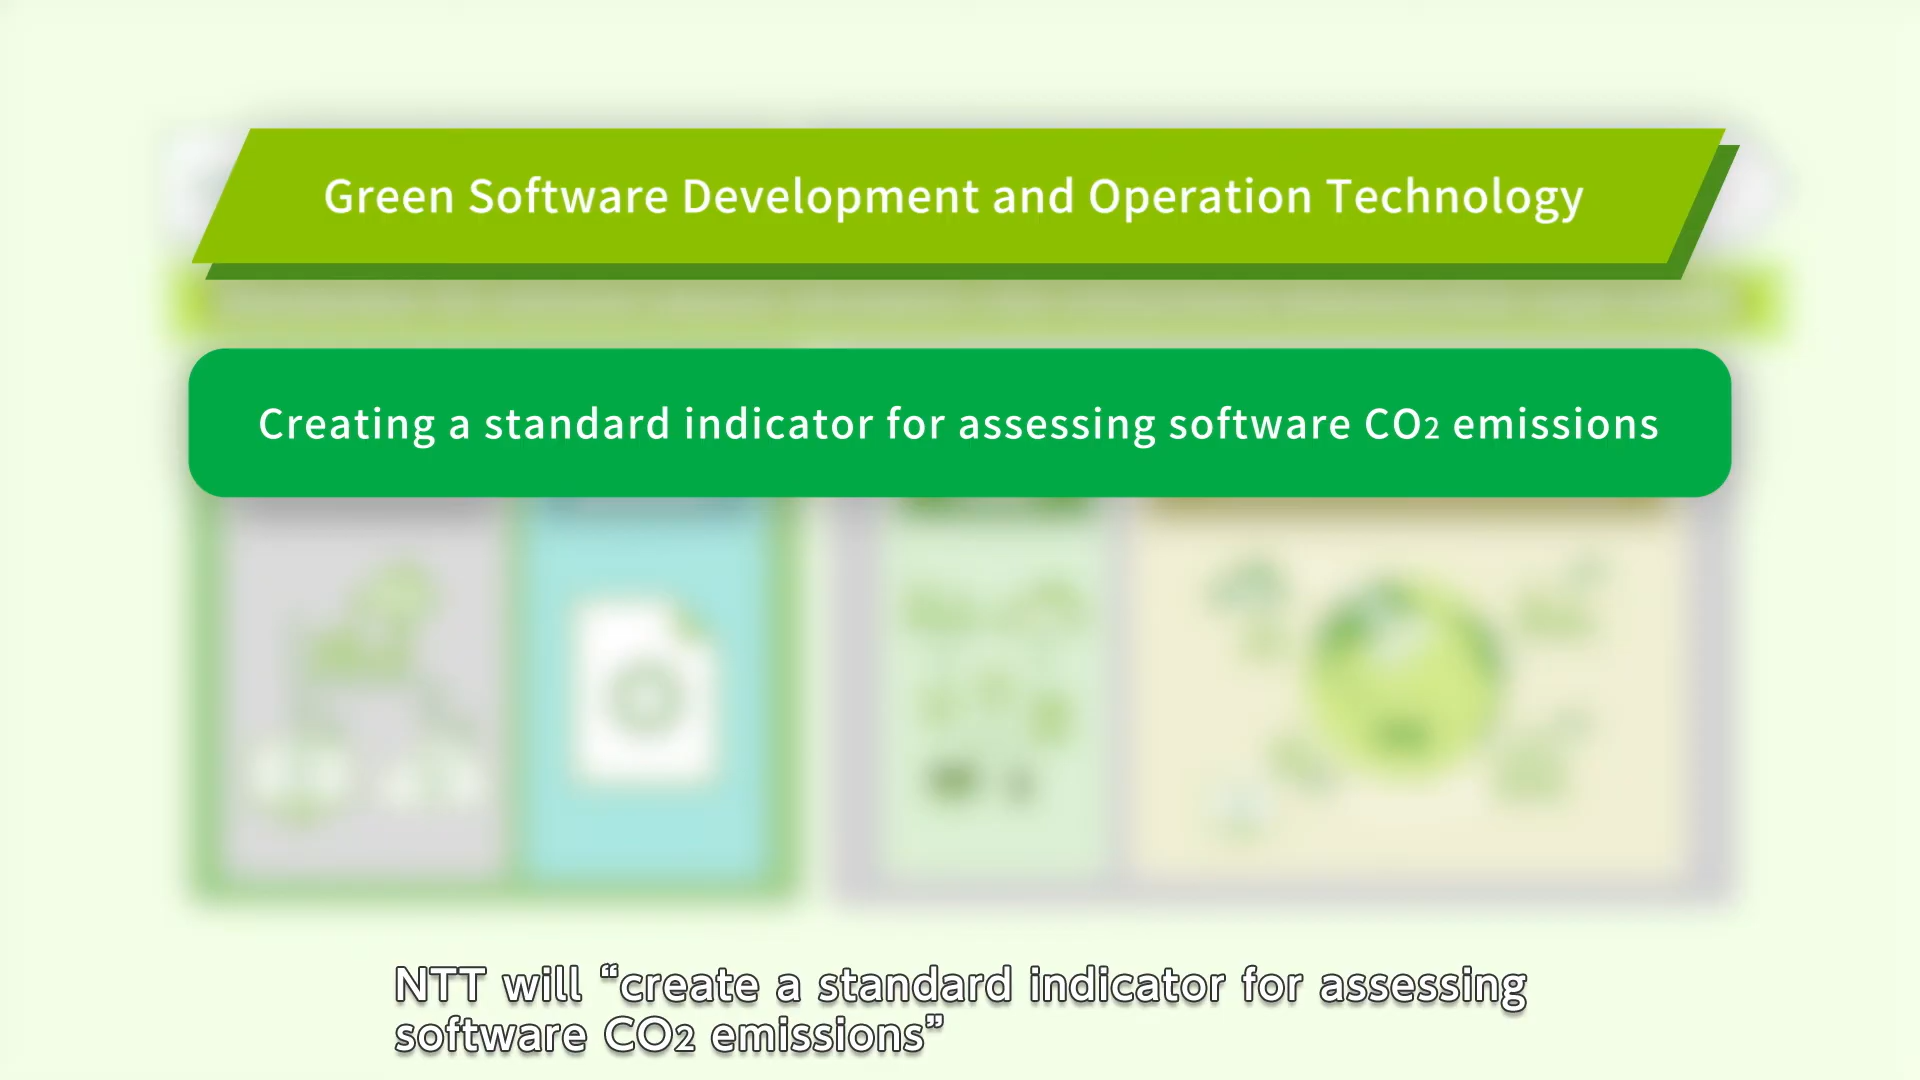 Green Software Development and Operation Technology
Creating a standard indicator for assessing software CO2 emissions
NTT will “create a standard indicator for assessing
software CO2 emissions”